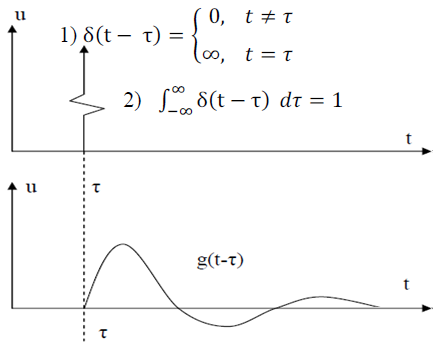 u
1) δ(t − τ) = { 0, t ≠ τ
∞, t = τ
2) ∫_{−∞}^{∞} δ(t − τ) dτ = 1
t
u
τ
g(t-τ)
t
τ